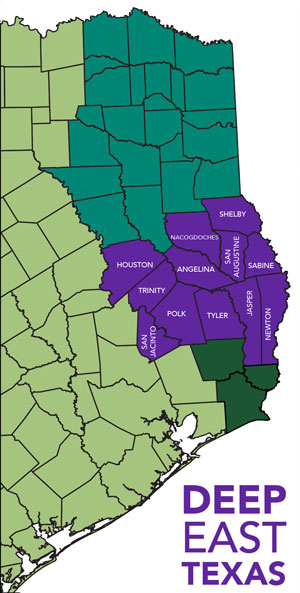 SHELBY
NACOGDOCHES
SAN
AUGUSTINE
HOUSTON
ANGELINA
SABINE
TRINITY
JASPER
POLK
TYLER
NEWTON
SAN
JACINTO
DEEP
EAST
TEXAS